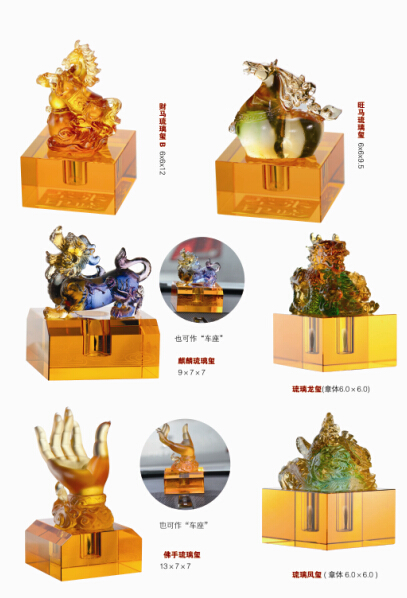 财马琉璃玺 B 6x6x12
旺马琉璃玺 6x6x9.5
也可作“车座”
麒麟琉璃玺
9×7×7
琉璃龙玺(章体6.0×6.0)
也可作“车座”
佛手琉璃玺
13×7×7
琉璃凤玺(章体 6.0×6.0)